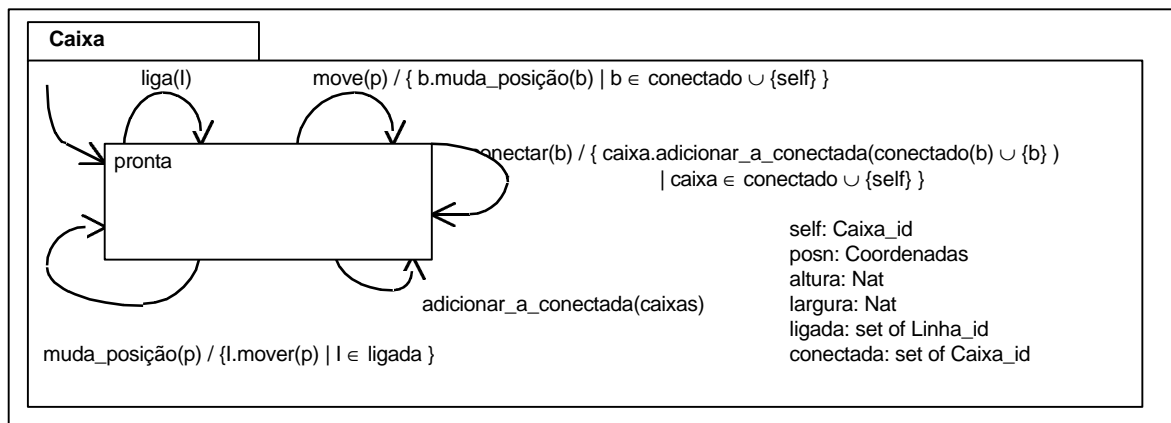 Caixa
liga(l)
move(p) / { b.muda_posição(b) | b ∈ conectado ∪ {self} }
pronta
onectar(b) / { caixa.adicionar_a_conectada(conectado(b) ∪ {b} )
| caixa ∈ conectado ∪ {self} }
self: Caixa_id
posn: Coordenadas
altura: Nat
largura: Nat
ligada: set of Linha_id
conectada: set of Caixa_id
adicionar_a_conectada(caixas)
muda_posição(p) / {l.mover(p) | l ∈ ligada }